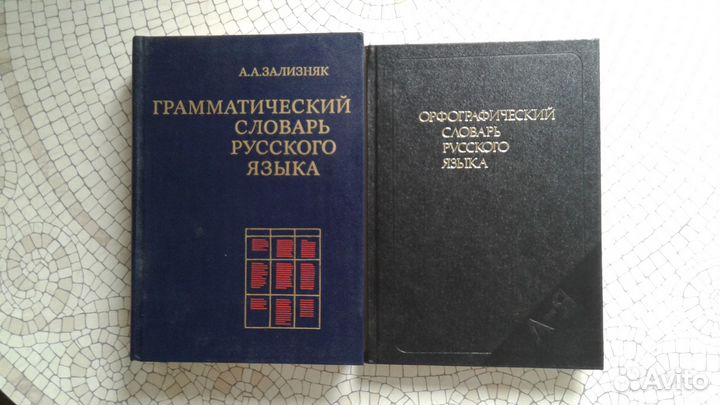 А.А.ЗАЛИЗНЯК
ГРАММАТИЧЕСКИЙ
СЛОВАРЬ
РУССКОГО
ЯЗЫКА
ОРФОГРАФИЧЕСКИЙ
СЛОВАРЬ
РУССКОГО
ЯЗЫКА
А-Я
Avito